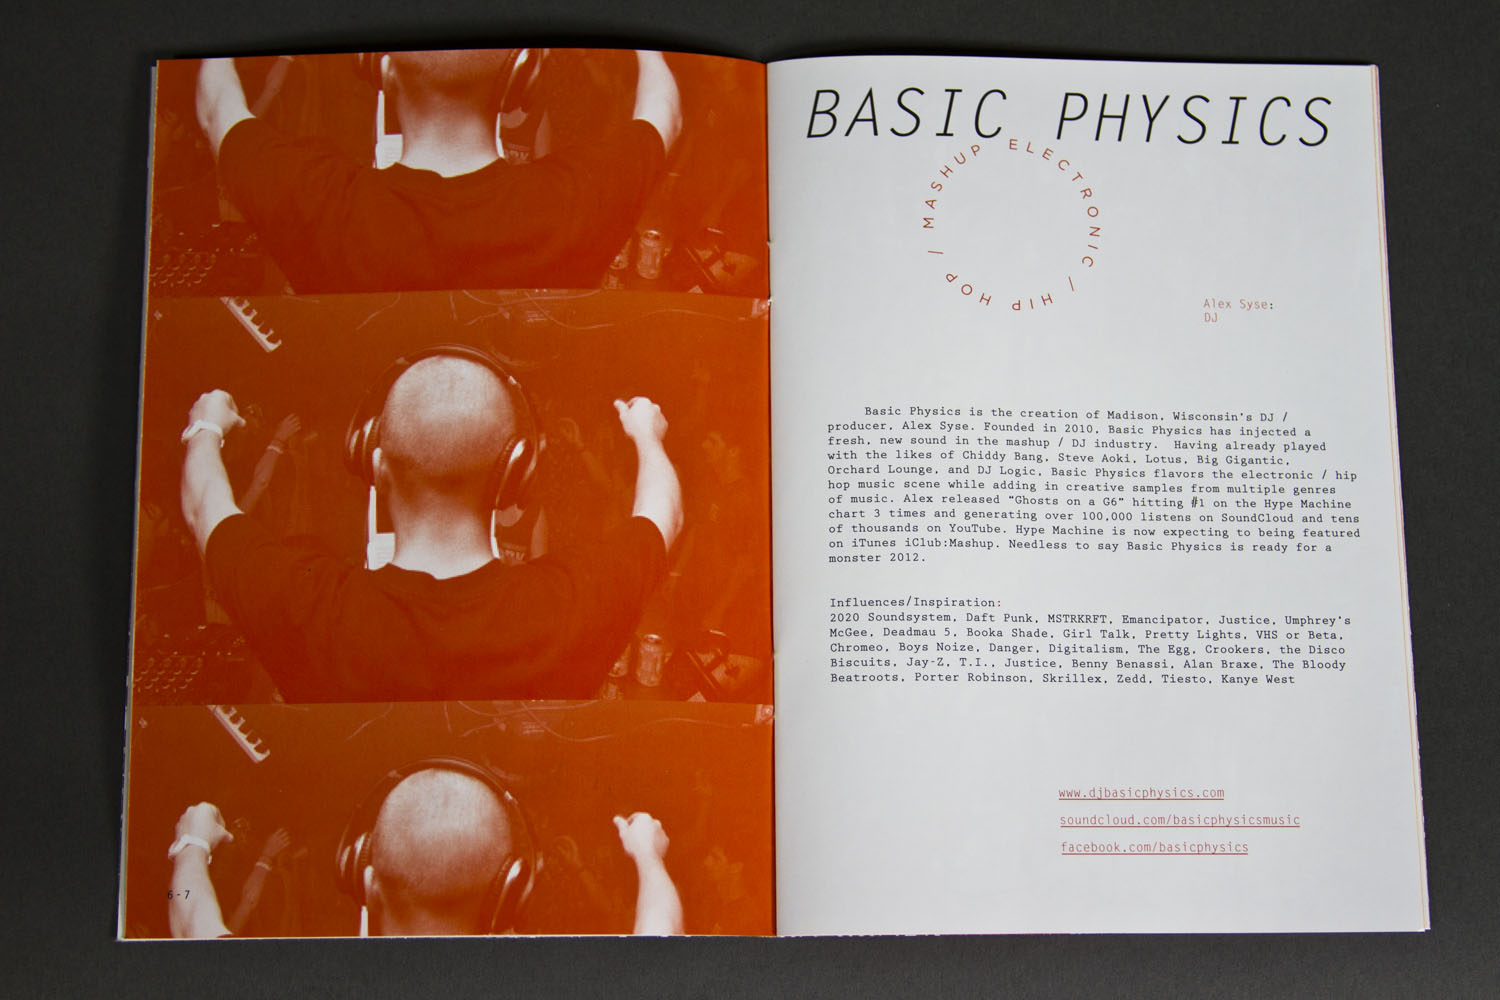 BASIC PHYSICS
MASHUP ELECTRONIC / HIP HOP /
Alex Syse:
DJ
Basic Physics is the creation of Madison, Wisconsin's DJ /
producer, Alex Syse. Founded in 2010, Basic Physics has injected a
fresh, new sound in the mashup / DJ industry. Having already played
with the likes of Chiddy Bang, Steve Aoki, Lotus, Big Gigantic,
Orchard Lounge, and DJ Logic, Basic Physics flavors the electronic / hip
hop music scene while adding in creative samples from multiple genres
of music. Alex released "Ghosts on a G6" hitting #1 on the Hype Machine
chart 3 times and generating over 100,000 listens on SoundCloud and tens
of thousands on YouTube. Hype Machine is now expecting to being featured
on iTunes iClub:Mashup. Needless to say Basic Physics is ready for a
monster 2012.
Influences/Inspiration:
2020 Soundsystem, Daft Punk, MSTRKRFT, Emancipator, Justice, Umphrey's
McGee, Deadmau 5, Booka Shade, Girl Talk, Pretty Lights, VHS or Beta,
Chromeo, Boys Noize, Danger, Digitalism, The Egg, Crookers, the Disco
Biscuits, Jay-Z, T.I., Justice, Benny Benassi, Alan Braxe, The Bloody
Beatroots, Porter Robinson, Skrillex, Zedd, Tiesto, Kanye West
www.djbasicphysics.com
soundcloud.com/basicphysicsmusic
facebook.com/basicphysics
6-7